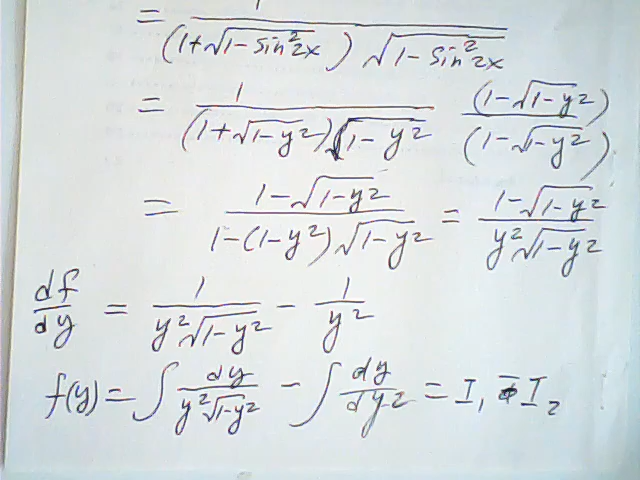 = 1/((1+√(1-sin²2x)) √(1-sin²2x))
= 1/((1+√(1-y²))√(1-y²)) (1-√(1-y²))/(1-√(1-y²))
= (1-√(1-y²))/(1-(1-y²)√(1-y²)) = (1-√(1-y²))/(y²√(1-y²))
df/dy = 1/(y²√(1-y²)) - 1/y²
f(y) = ∫ dy/(y²√(1-y²)) - ∫ dy/dy² = I₁ - I₂